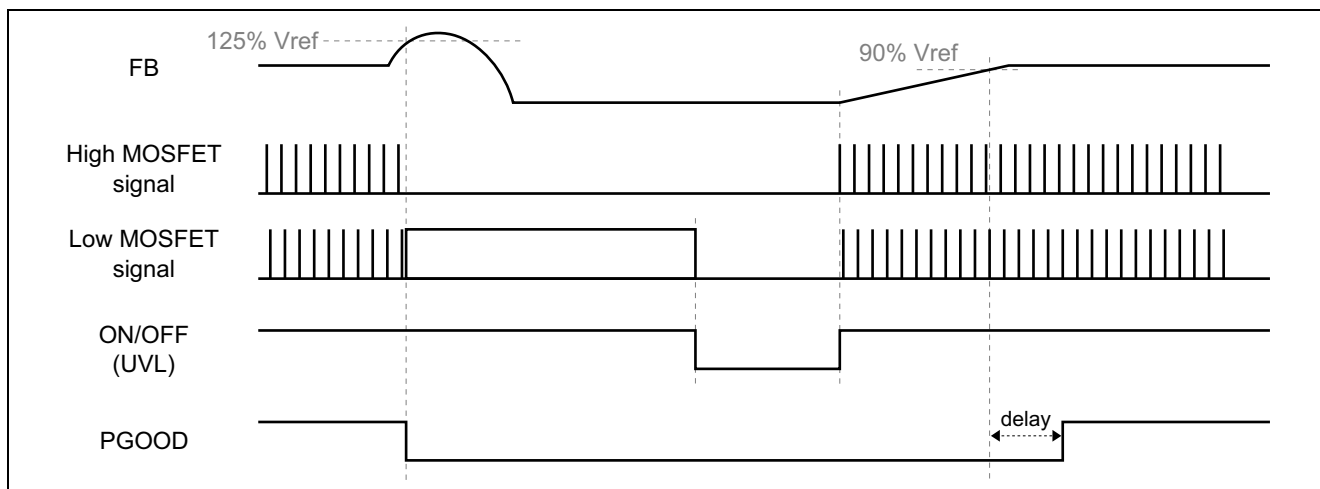 125% Vref
90% Vref
FB
High MOSFET
signal
Low MOSFET
signal
ON/OFF
(UVL)
delay
PGOOD